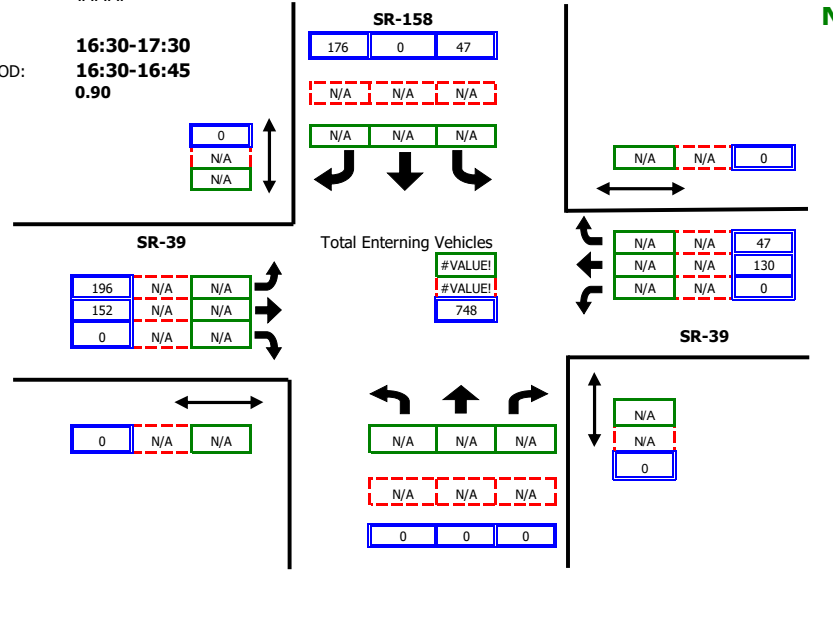 SR-158
N
16:30-17:30
176 0 47
OD: 16:30-16:45
0.90
N/A N/A N/A
0
N/A N/A N/A
N/A
N/A
N/A N/A 0
SR-39
Total Enterning Vehicles
N/A N/A 47
#VALUE!
N/A N/A 130
196 N/A N/A
#VALUE!
N/A N/A 0
152 N/A N/A
748
0 N/A N/A
SR-39
N/A
0 N/A N/A
N/A N/A N/A
N/A
0
N/A N/A N/A
0 0 0